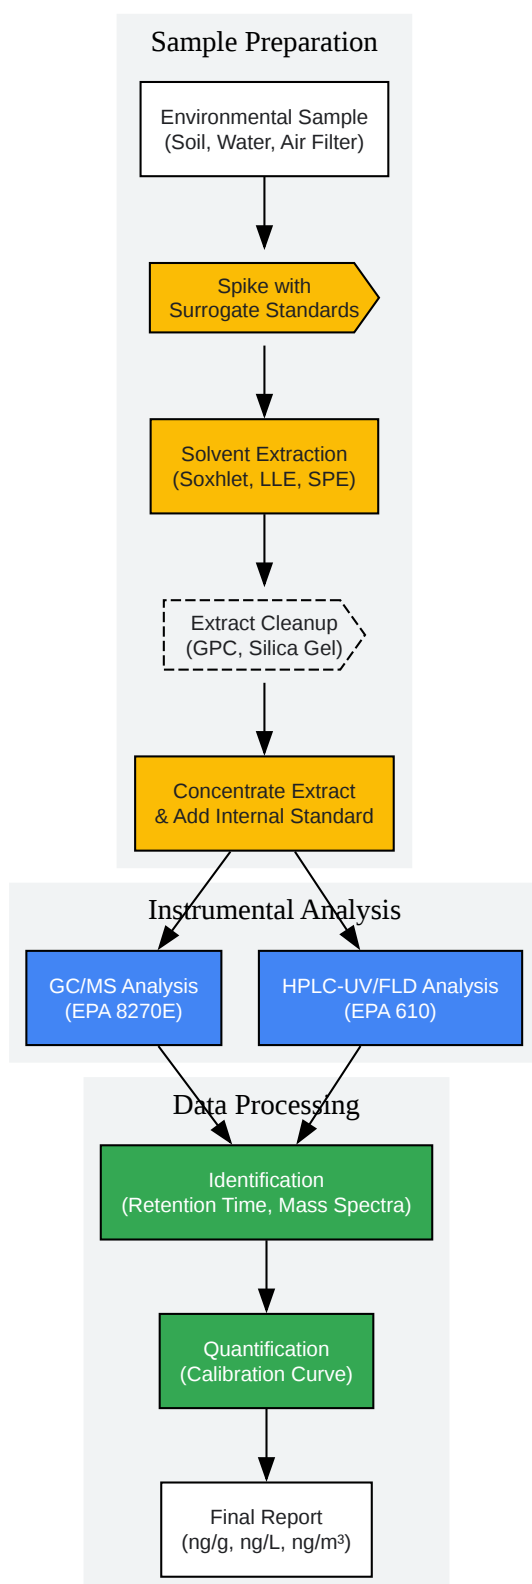 Sample Preparation
Environmental Sample
(Soil, Water, Air Filter)
Spike with
Surrogate Standards
Solvent Extraction
(Soxhlet, LLE, SPE)
Extract Cleanup
(GPC, Silica Gel)
Concentrate Extract
& Add Internal Standard
Instrumental Analysis
GC/MS Analysis
(EPA 8270E)
HPLC-UV/FLD Analysis
(EPA 610)
Data Processing
Identification
(Retention Time, Mass Spectra)
Quantification
(Calibration Curve)
Final Report
(ng/g, ng/L, ng/m³)